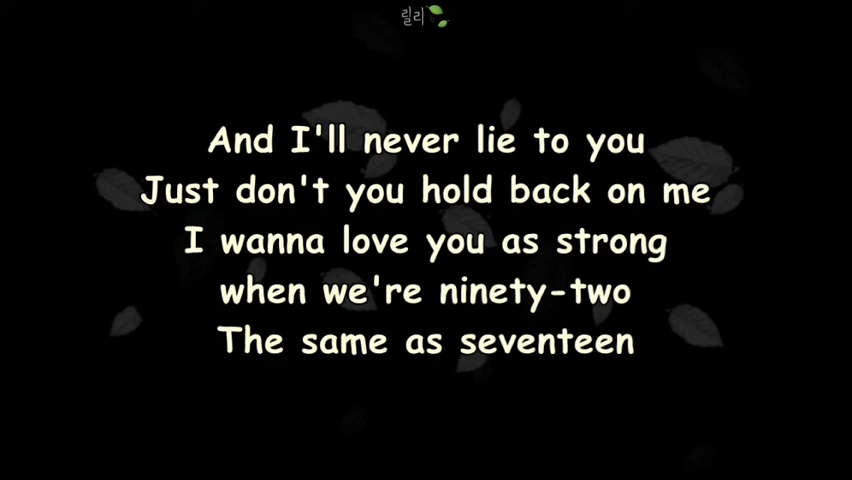 릴리
And I'll never lie to you
Just don't you hold back on me
I wanna love you as strong
when we're ninety-two
The same as seventeen